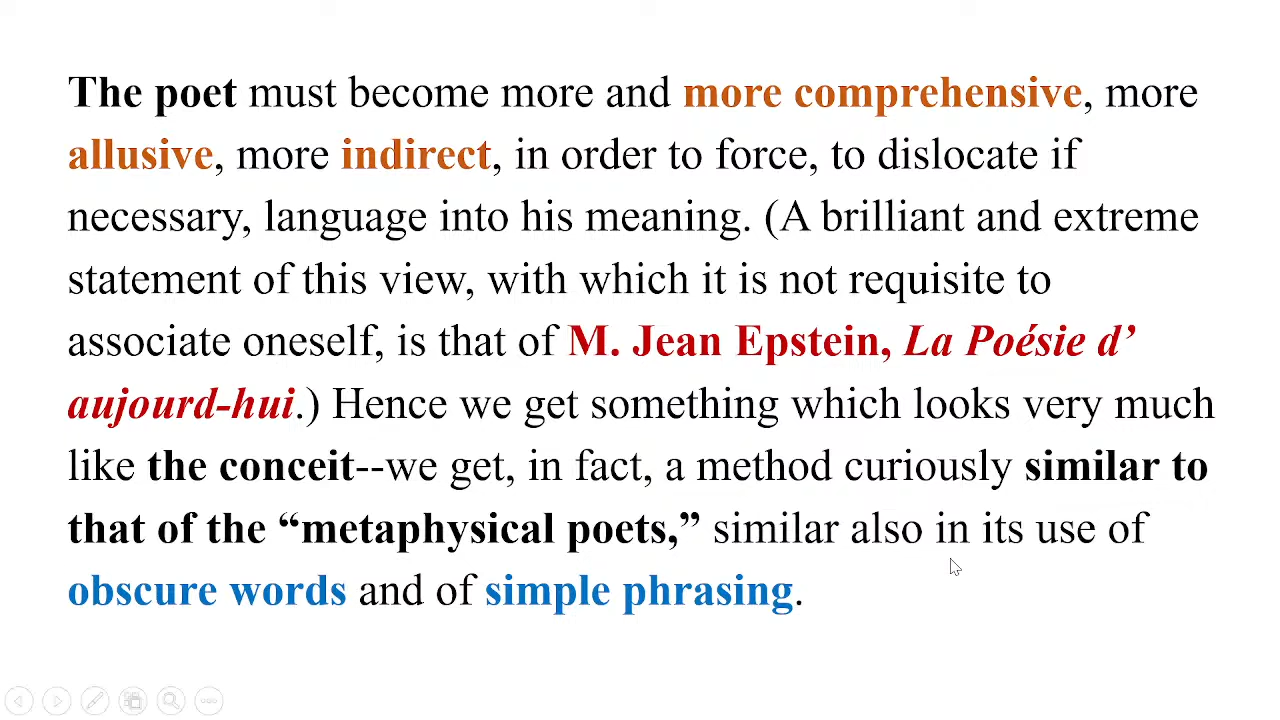 The poet must become more and more comprehensive, more
allusive, more indirect, in order to force, to dislocate if
necessary, language into his meaning. (A brilliant and extreme
statement of this view, with which it is not requisite to
associate oneself, is that of M. Jean Epstein, La Poésie d’
aujourd-hui.) Hence we get something which looks very much
like the conceit--we get, in fact, a method curiously similar to
that of the “metaphysical poets,” similar also in its use of
obscure words and of simple phrasing.